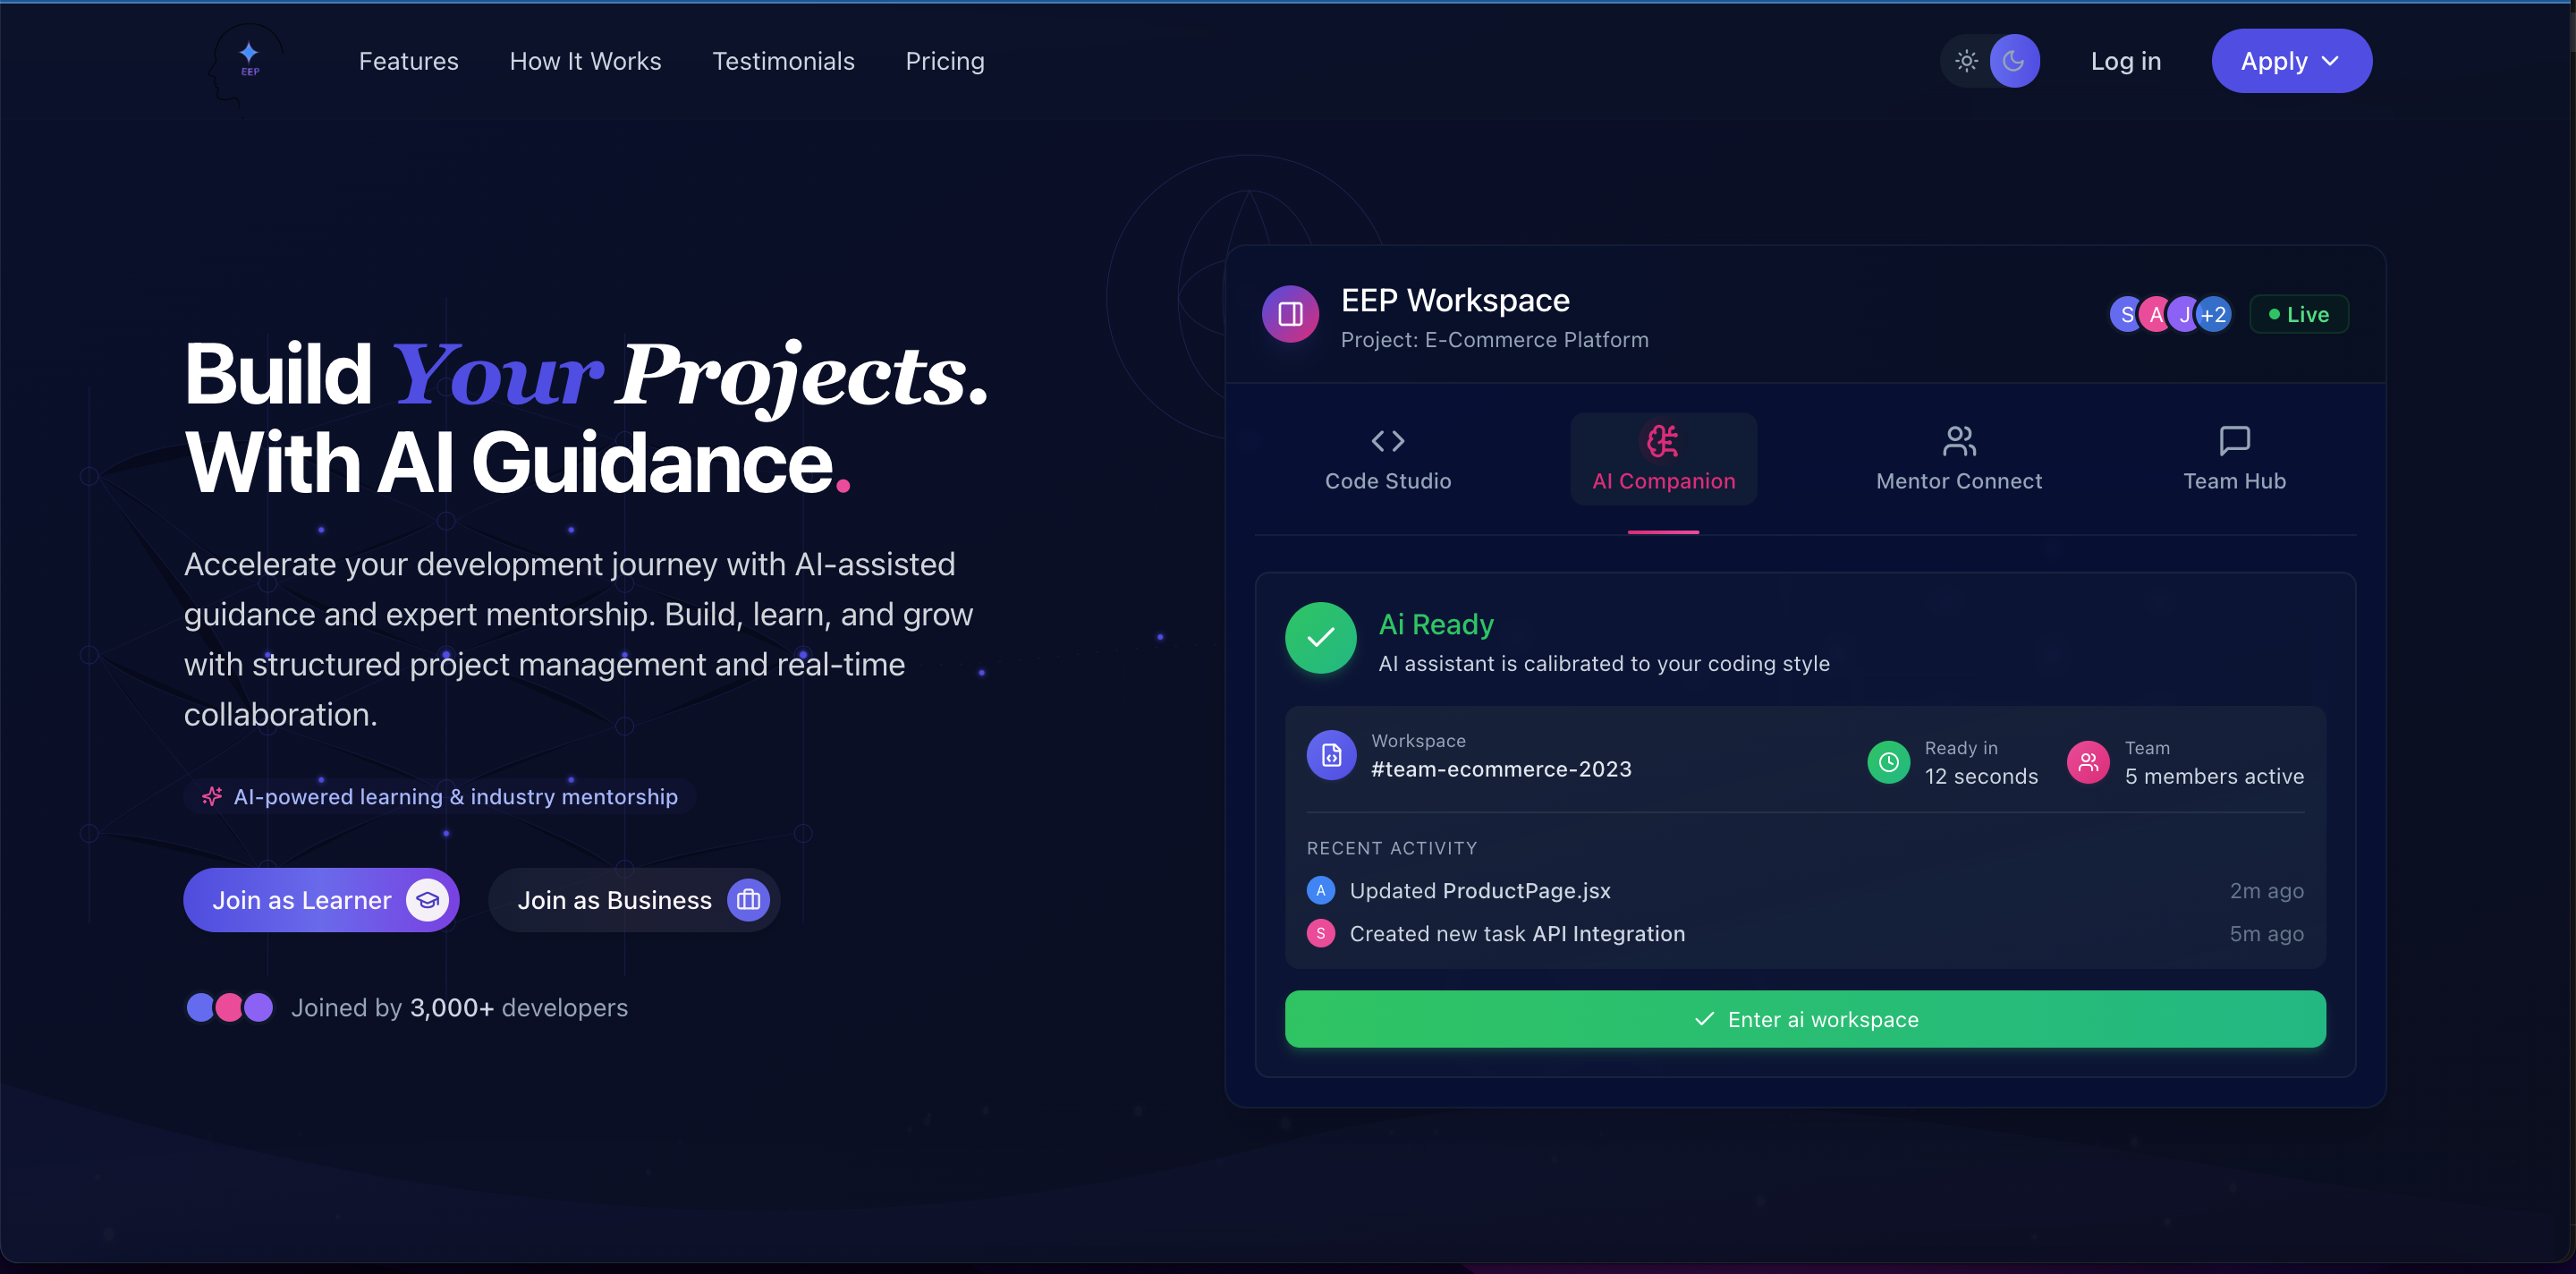 EEP
Features
How It Works
Testimonials
Pricing
Log in
Apply
Build Your Projects.
With AI Guidance.
Accelerate your development journey with AI-assisted
guidance and expert mentorship. Build, learn, and grow
with structured project management and real-time
collaboration.
AI-powered learning & industry mentorship
Join as Learner
Join as Business
Joined by 3,000+ developers
EEP Workspace
Project: E-Commerce Platform
S
A
J
+2
Live
Code Studio
AI Companion
Mentor Connect
Team Hub
Ai Ready
AI assistant is calibrated to your coding style
Workspace
#team-ecommerce-2023
Ready in
12 seconds
Team
5 members active
RECENT ACTIVITY
A Updated ProductPage.jsx 2m ago
S Created new task API Integration 5m ago
Enter ai workspace